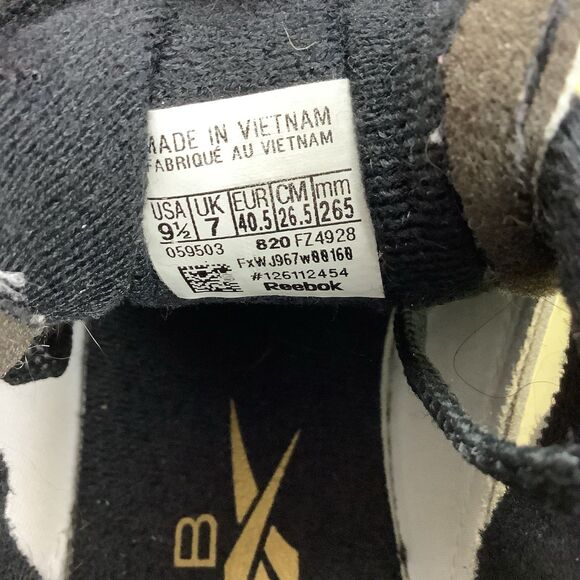 MADE IN VIETNAM
FABRIQUÉ AU VIETNAM
USA UK EUR CM mm
9½ 7 40.5 26.5 265
059503 820 FZ4928
FxWJ967w00160
#126112454
Reebok
B